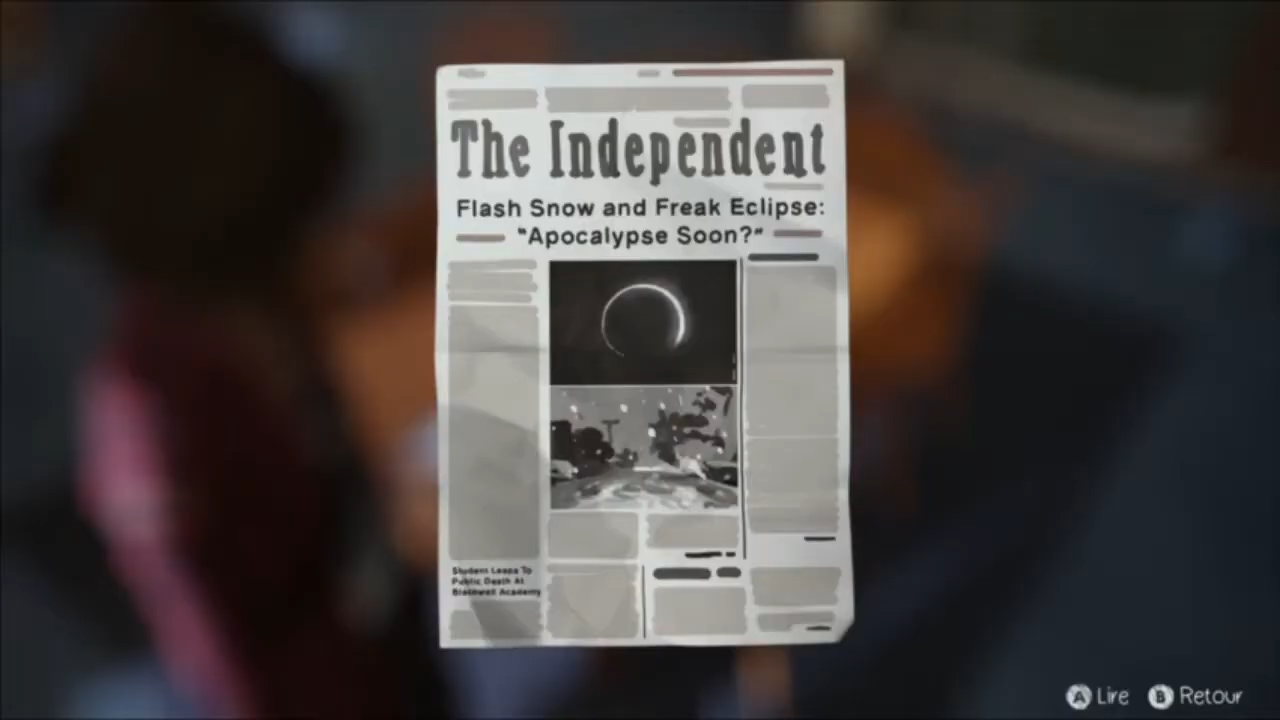 The Independent
Flash Snow and Freak Eclipse:
"Apocalypse Soon?"
Student Leaps To
Public Death At
Blackwell Academy
A Lire B Retour